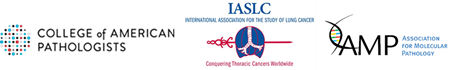 COLLEGE of AMERICAN
PATHOLOGISTS
IASLC
INTERNATIONAL ASSOCIATION FOR THE STUDY OF LUNG CANCER
Conquering Thoracic Cancers Worldwide
AMP
ASSOCIATION
FOR MOLECULAR
PATHOLOGY